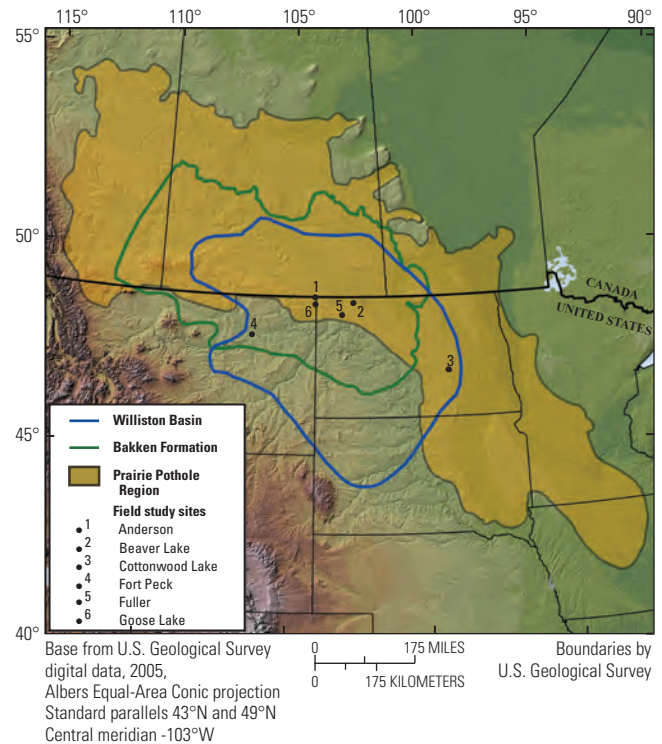 115° 110° 105° 100° 95° 90°
55°
50°
45°
40°
CANADA
UNITED STATES
1
6
5
2
4
3
Williston Basin
Bakken Formation
Prairie Pothole
Region
Field study sites
1 Anderson
2 Beaver Lake
3 Cottonwood Lake
4 Fort Peck
5 Fuller
6 Goose Lake
Base from U.S. Geological Survey
digital data, 2005,
Albers Equal-Area Conic projection
Standard parallels 43°N and 49°N
Central meridian -103°W
0 175 MILES
0 175 KILOMETERS
Boundaries by
U.S. Geological Survey